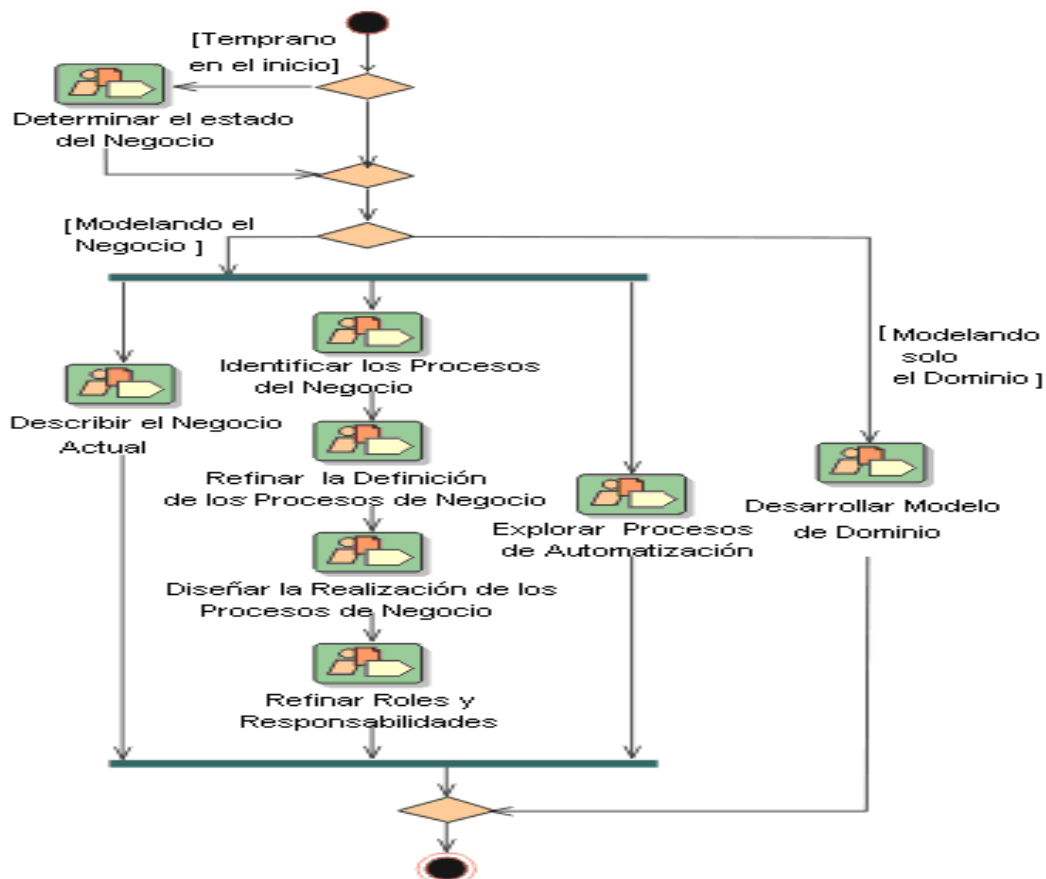 [Temprano
en el inicio]
Determinar el estado
del Negocio
[Modelando el
Negocio ]
Identificar los Procesos
del Negocio
[ Modelando
solo
el Dominio ]
Describir el Negocio
Actual
Refinar la Definición
de los Procesos de Negocio
Explorar Procesos
de Automatización
Desarrollar Modelo
de Dominio
Diseñar la Realización de los
Procesos de Negocio
Refinar Roles y
Responsabilidades